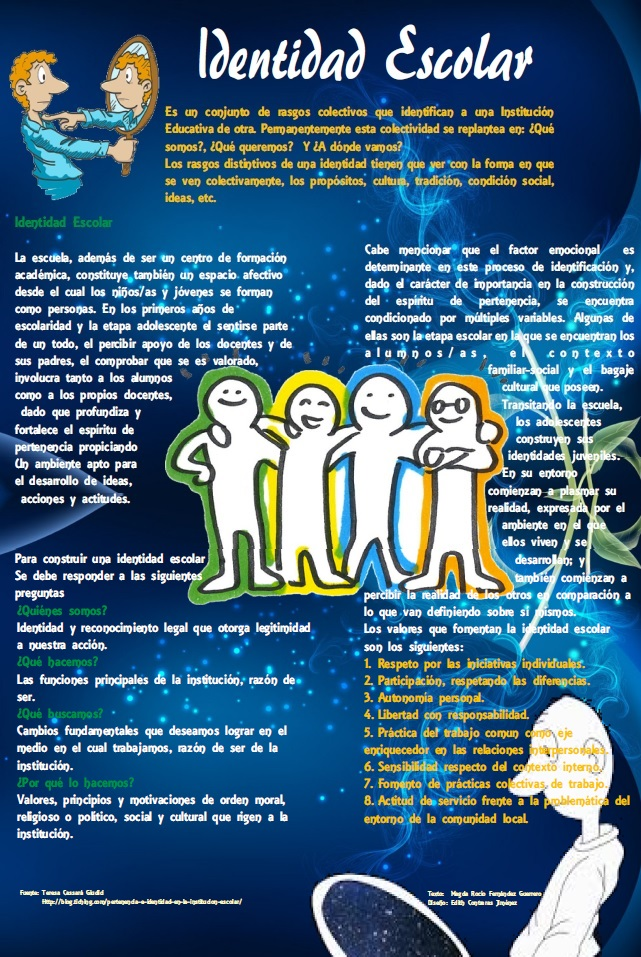 Identidad Escolar
Es un conjunto de rasgos colectivos que identifican a una Institución
Educativa de otra. Permanentemente esta colectividad se replantea en: ¿Qué
somos?, ¿Qué queremos? Y ¿A dónde vamos?
Los rasgos distintivos de una identidad tienen que ver con la forma en que
se ven colectivamente, los propósitos, cultura, tradición, condición social,
ideas, etc.
Identidad Escolar
La escuela, además de ser un centro de formación
académica, constituye también un espacio afectivo
desde el cual los niños/as y jóvenes se forman
como personas. En los primeros años de
escolaridad y la etapa adolescente el sentirse parte
de un todo, el percibir apoyo de los docentes y de
sus padres, el comprobar que se es valorado,
involucra tanto a los alumnos
como a los propios docentes,
dado que profundiza y
fortalece el espíritu de
pertenencia propiciando
Un ambiente apto para
el desarrollo de ideas,
acciones y actitudes.
Para construir una identidad escolar
Se debe responder a las siguientes
preguntas
¿Quiénes somos?
Identidad y reconocimiento legal que otorga legitimidad
a nuestra acción.
¿Qué hacemos?
Las funciones principales de la institución, razón de
ser.
¿Qué buscamos?
Cambios fundamentales que deseamos lograr en el
medio en el cual trabajamos, razón de ser de la
institución.
¿Por qué lo hacemos?
Valores, principios y motivaciones de orden moral,
religioso o político, social y cultural que rigen a la
institución.
Cabe mencionar que el factor emocional es
determinante en este proceso de identificación y,
dado el carácter de importancia en la construcción
del espíritu de pertenencia, se encuentra
condicionado por múltiples variables. Algunas de
ellas son la etapa escolar en la que se encuentran los
alumnos/as, el contexto
familiar-social y el bagaje
cultural que poseen.
Transitando la escuela,
los adolescentes
construyen sus
identidades juveniles.
En su entorno
comienzan a plasmar su
realidad, expresada por el
ambiente en el que
ellos viven y se
desarrollan; y
también comienzan a
percibir la realidad de los otros en comparación a
lo que van definiendo sobre sí mismos.
Los valores que fomentan la identidad escolar
son los siguientes:
1. Respeto por las iniciativas individuales.
2. Participación, respetando las diferencias.
3. Autonomía personal.
4. Libertad con responsabilidad.
5. Práctica del trabajo comun como eje
enriquecedor en las relaciones interpersonales.
6. Sensibilidad respecto del contexto interno.
7. Fomento de prácticas colectivas de trabajo.
8. Actitud de servicio frente a la problemática del
entorno de la comunidad local.
Fuente: Teresa Cassará
http://blog.tiching.com/pertenencia-e-identidad-en-la-institucion-escolar/
Texto: Magda Rocío Fernández Guerrero
Diseño: Edith Contreras Jiménez